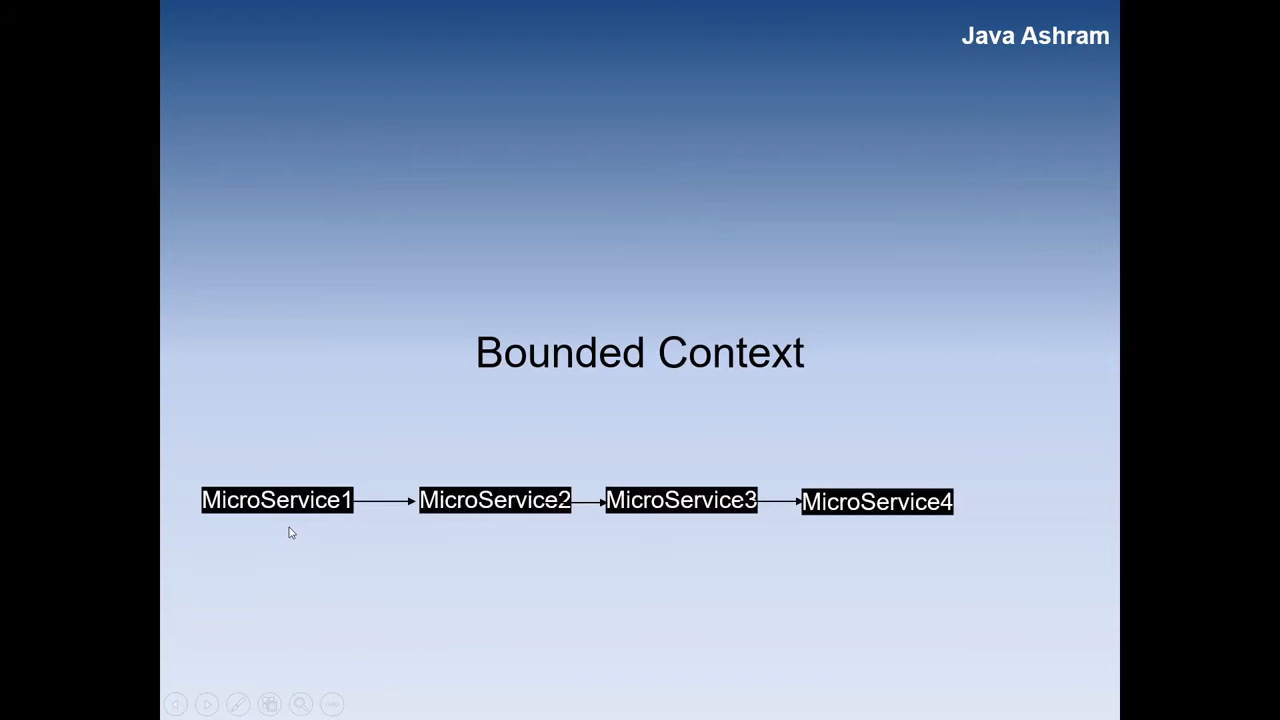 Java Ashram
Bounded Context
MicroService1 MicroService2 MicroService3 MicroService4